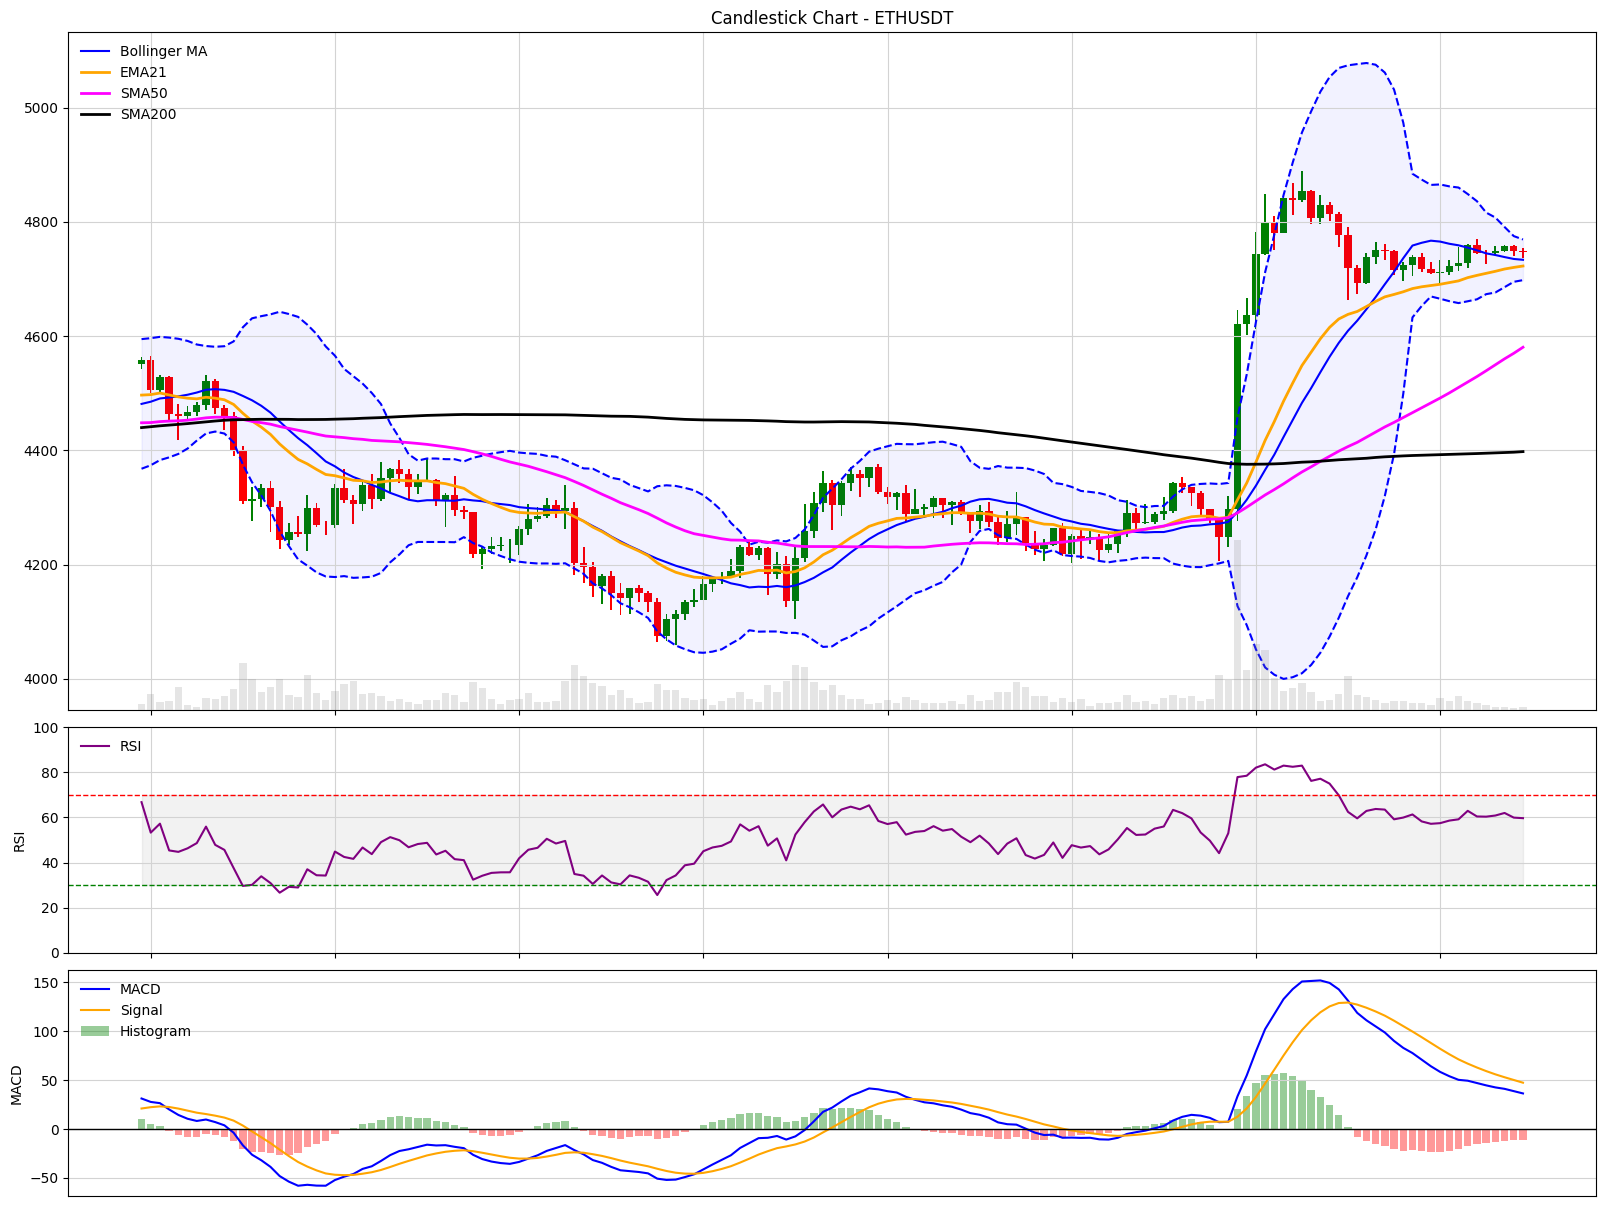 Candlestick Chart - ETHUSDT
Bollinger MA
EMA21
SMA50
SMA200
5000
4800
4600
4400
4200
4000
RSI
100
80
60
40
20
0
RSI
MACD
Signal
Histogram
150
100
50
0
−50
MACD